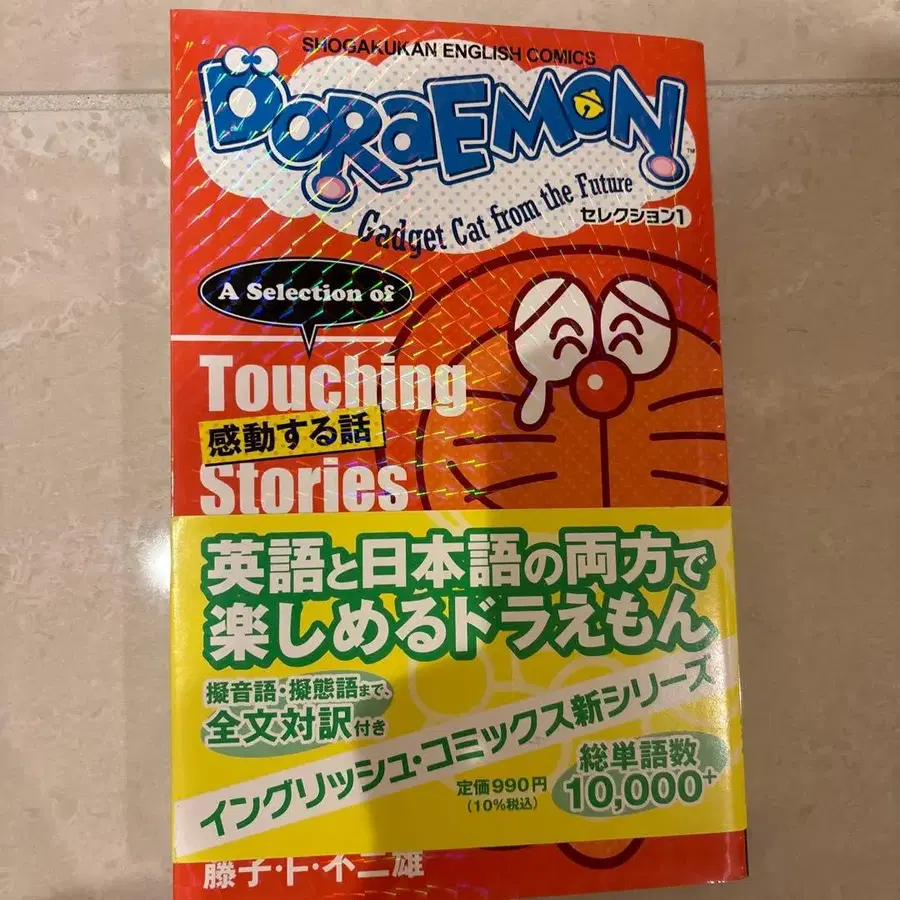 SHOGAKUKAN ENGLISH COMICS
DORAEMON
™
Gadget Cat from the Future
セレクション1
A Selection of
Touching
感動する話
Stories
英語と日本語の両方で
楽しめるドラえもん
擬音語・擬態語まで、
全文対訳付き
イングリッシュ・コミックス新シリーズ
定価990円
(10%税込)
総単語数
10,000+
藤子・F・不二雄